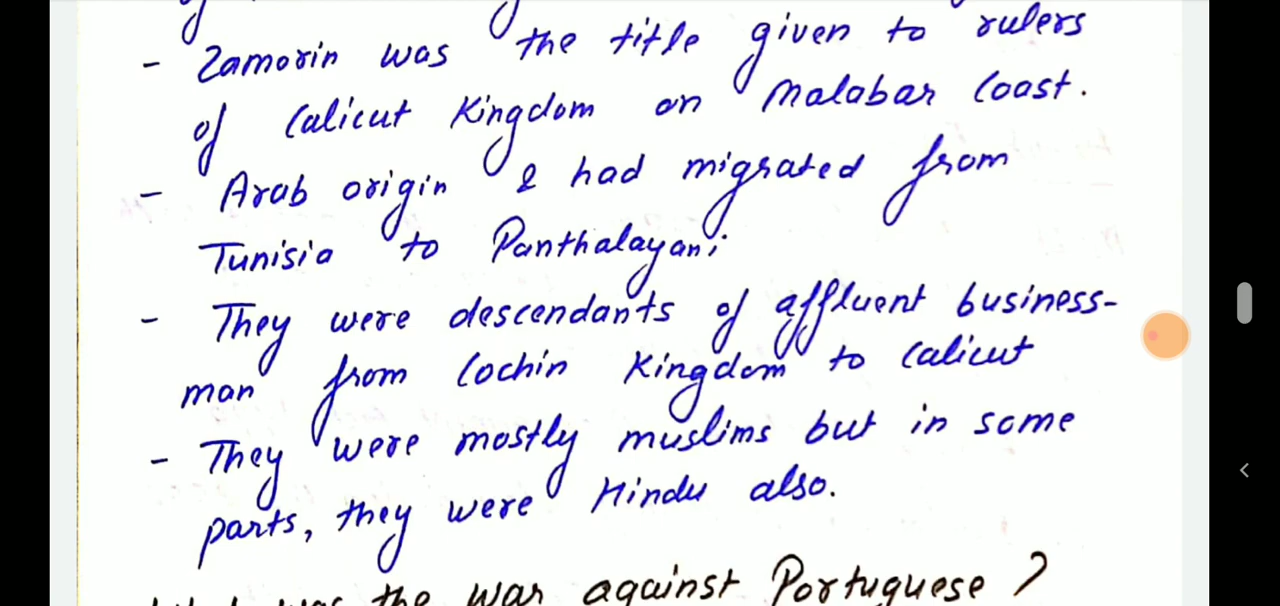 - Zamorin was the title given to rulers
of Calicut Kingdom on Malabar Coast.
- Arab origin & had migrated from
Tunisia to Panthalayani
- They were descendants of affluent business-
man from Cochin Kingdom to Calicut
- They were mostly muslims but in some
parts, they were Hindu also.
was the war against Portuguese ?